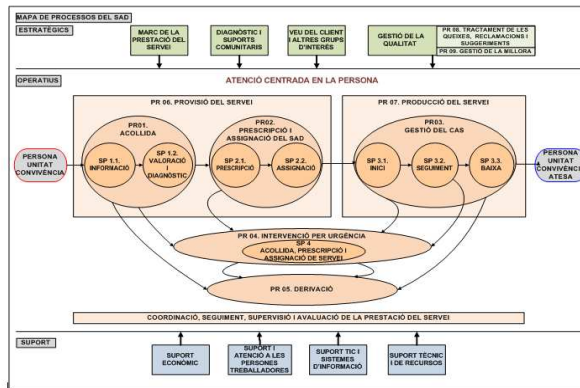 MAPA DE PROCESSOS DEL SAD
ESTRATÈGICS
MARC DE LA
PRESTACIÓ DEL
SERVEI
DIAGNÒSTIC I
SUPORTS
COMUNITARIS
VEU DEL CLIENT
I ALTRES GRUPS
D'INTERÈS
GESTIÓ DE LA
QUALITAT
PR 08. TRACTAMENT DE LES
QUEIXES, RECLAMACIONS I
SUGGERIMENTS
PR 09. GESTIÓ DE LA MILLORA
OPERATIUS
ATENCIÓ CENTRADA EN LA PERSONA
PR 06. PROVISIÓ DEL SERVEI
PR 07. PRODUCCIÓ DEL SERVEI
PR01.
ACOLLIDA
PR02.
PRESCRIPCIÓ I
ASSIGNACIÓ DEL SAD
PR03.
GESTIÓ DEL CAS
PERSONA
UNITAT
CONVIVÈNCIA
SP 1.1.
INFORMACIÓ
SP 1.2.
VALORACIÓ
I
DIAGNÒSTIC
SP 2.1.
PRESCRIPCIÓ
SP 2.2.
ASSIGNACIÓ
SP 3.1.
INICI
SP 3.2.
SEGUIMENT
SP 3.3.
BAIXA
PERSONA
UNITAT
CONVIVÈNCIA
ATESA
PR 04. INTERVENCIÓ PER URGÈNCIA
SP 4
ACOLLIDA, PRESCRIPCIÓ I
ASSIGNACIÓ DE SERVEI
PR 05. DERIVACIÓ
COORDINACIÓ, SEGUIMENT, SUPERVISIÓ I AVALUACIÓ DE LA PRESTACIÓ DEL SERVEI
SUPORT
SUPORT
ECONÒMIC
SUPORT I
ATENCIÓ A LES
PERSONES
TREBALLADORES
SUPORT TIC I
SISTEMES
D'INFORMACIÓ
SUPORT TÈCNIC
I DE RECURSOS